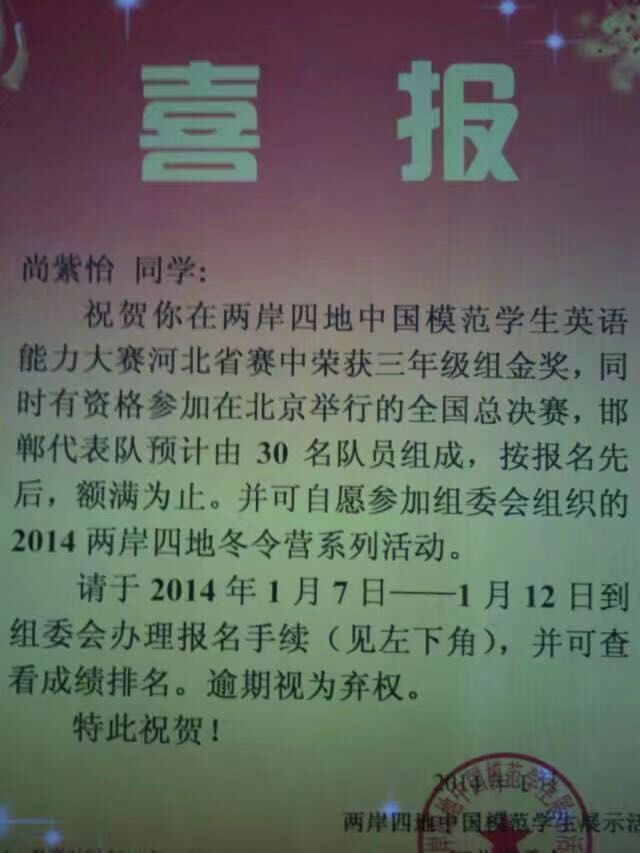 喜报
尚紫怡 同学：
祝贺你在两岸四地中国模范学生英语
能力大赛河北省赛中荣获三年级组金奖，同
时有资格参加在北京举行的全国总决赛，邯
郸代表队预计由 30 名队员组成，按报名先
后，额满为止。并可自愿参加组委会组织的
2014 两岸四地冬令营系列活动。
请于 2014 年 1 月 7 日——1 月 12 日到
组委会办理报名手续（见左下角），并可查
看成绩排名。逾期视为弃权。
特此祝贺！
2014 年 1
两岸四地中国模范学生展示活